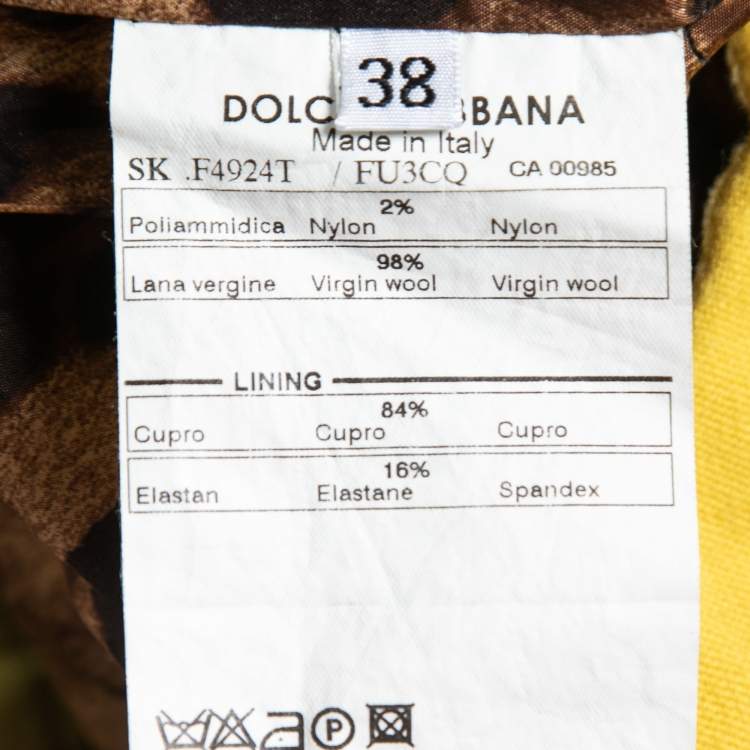 38
DOLC BBANA
Made in Italy
SK .F4924T / FU3CQ CA 00985
2%
Poliammidica Nylon Nylon
98%
Lana vergine Virgin wool Virgin wool
LINING
84%
Cupro Cupro Cupro
16%
Elastan Elastane Spandex
P